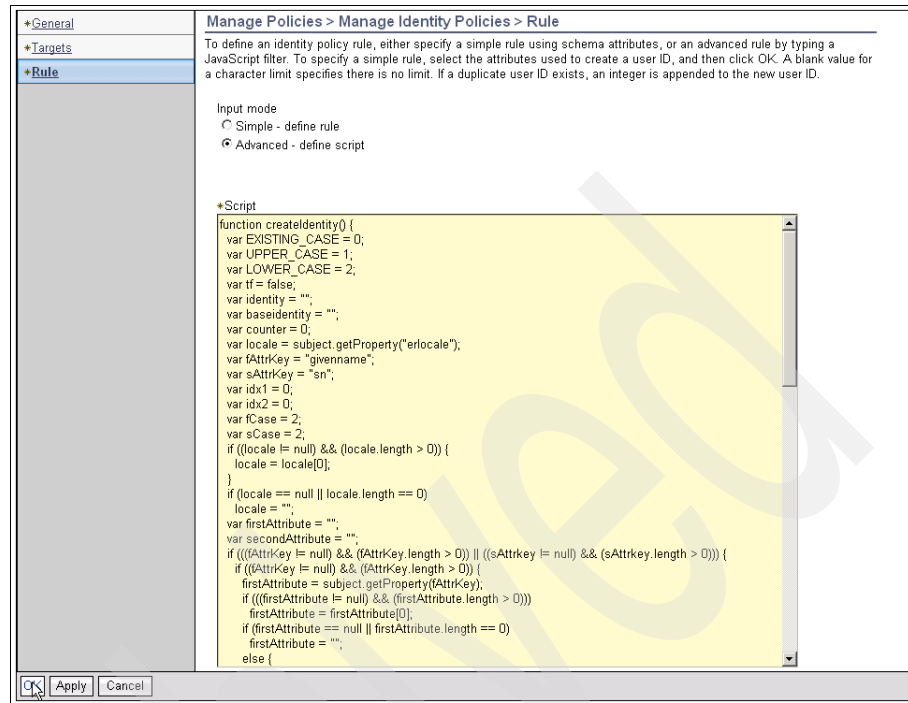 *General
*Targets
*Rule
Manage Policies > Manage Identity Policies > Rule
To define an identity policy rule, either specify a simple rule using schema attributes, or an advanced rule by typing a
JavaScript filter. To specify a simple rule, select the attributes used to create a user ID, and then click OK. A blank value for
a character limit specifies there is no limit. If a duplicate user ID exists, an integer is appended to the new user ID.
Input mode
Simple - define rule
Advanced - define script
*Script
function createIdentity() {
var EXISTING_CASE = 0;
var UPPER_CASE = 1;
var LOWER_CASE = 2;
var tf = false;
var identity = "";
var baseidentity = "";
var counter = 0;
var locale = subject.getProperty("erlocale");
var fAttrKey = "givenname";
var sAttrKey = "sn";
var idx1 = 0;
var idx2 = 0;
var fCase = 2;
var sCase = 2;
if ((locale != null) && (locale.length > 0)) {
locale = locale[0];
}
if (locale == null || locale.length == 0)
locale = "";
var firstAttribute = "";
var secondAttribute = "";
if (((fAttrKey != null) && (fAttrKey.length > 0)) || ((sAttrkey != null) && (sAttrkey.length > 0))) {
if ((fAttrKey != null) && (fAttrKey.length > 0)) {
firstAttribute = subject.getProperty(fAttrKey);
if (((firstAttribute != null) && (firstAttribute.length > 0)))
firstAttribute = firstAttribute[0];
if (firstAttribute == null || firstAttribute.length == 0)
firstAttribute = "";
else {
OK Apply Cancel